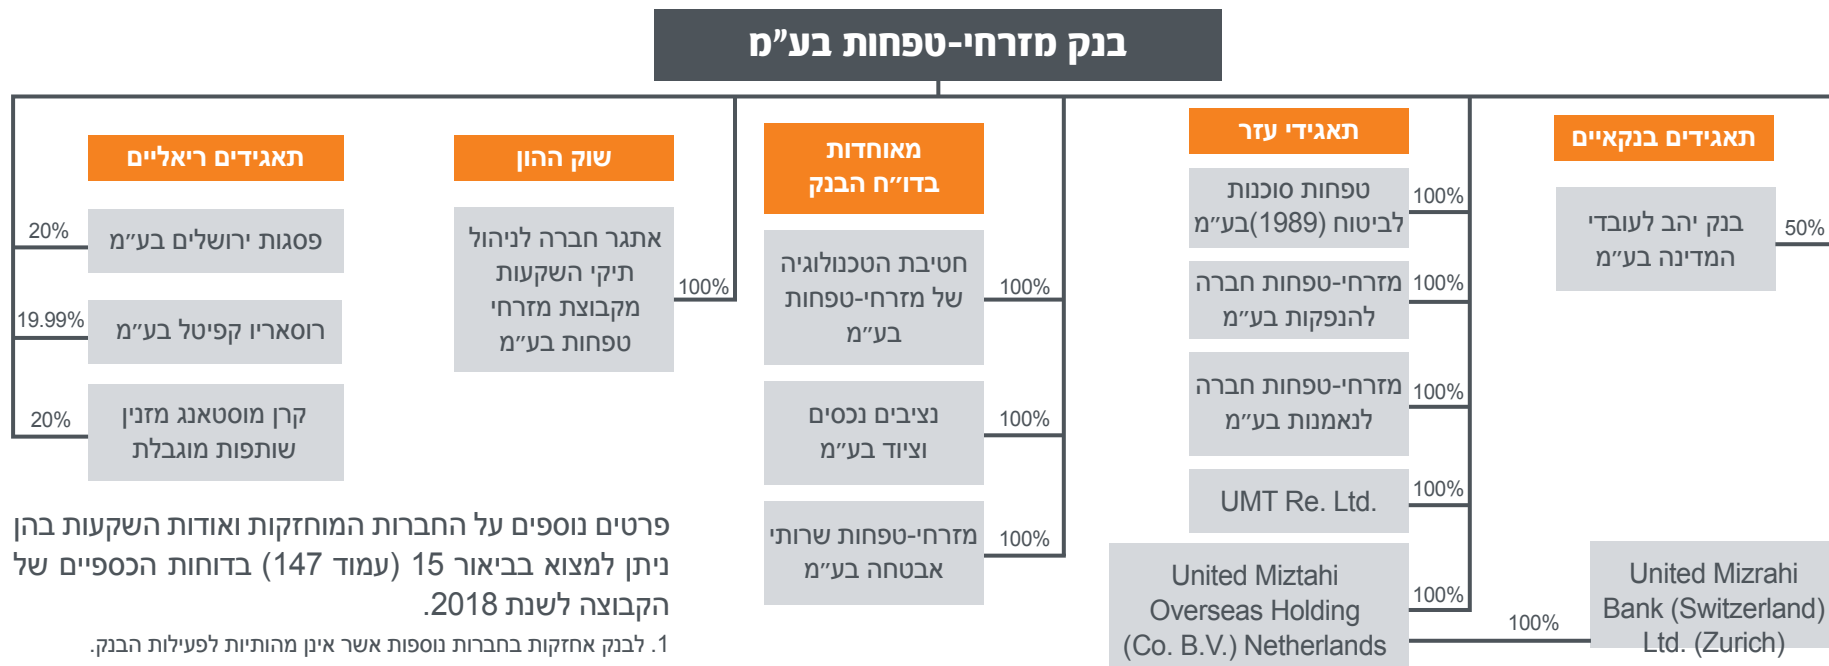 בנק מזרחי-טפחות בע״מ
תאגידים בנקאיים
בנק יהב לעובדי
המדינה בע״מ
50%
תאגידי עזר
טפחות סוכנות
לביטוח (1989)בע״מ
100%
מזרחי-טפחות חברה
להנפקות בע״מ
100%
מזרחי-טפחות חברה
לנאמנות בע״מ
100%
UMT Re. Ltd.
100%
United Miztahi
Overseas Holding
(Co. B.V.) Netherlands
100%
100%
United Mizrahi
Bank (Switzerland)
Ltd. (Zurich)
מאוחדות
בדו״ח הבנק
חטיבת הטכנולוגיה
של מזרחי-טפחות
בע״מ
100%
נציבים נכסים
וציוד בע״מ
100%
מזרחי-טפחות שרותי
אבטחה בע״מ
100%
שוק ההון
אתגר חברה לניהול
תיקי השקעות
מקבוצת מזרחי
טפחות בע״מ
100%
תאגידים ריאליים
פסגות ירושלים בע״מ
20%
רוסאריו קפיטל בע״מ
19.99%
קרן מוסטאנג מזנין
שותפות מוגבלת
20%
פרטים נוספים על החברות המוחזקות ואודות השקעות בהן
ניתן למצוא בביאור 15 (עמוד 147) בדוחות הכספיים של
הקבוצה לשנת 2018.
1. לבנק אחזקות בחברות נוספות אשר אינן מהותיות לפעילות הבנק.